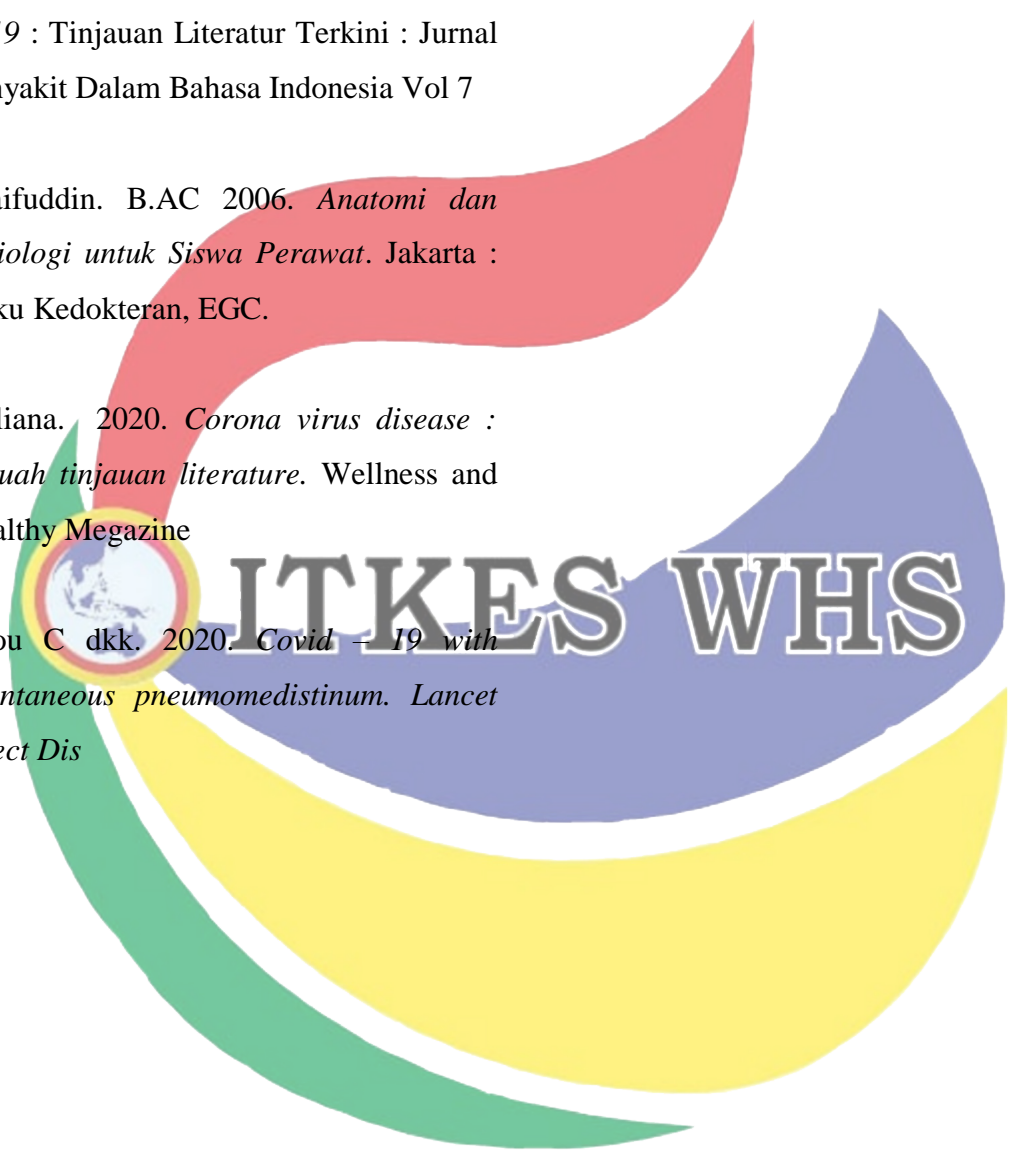 19 : Tinjauan Literatur Terkini : Jurnal
nyakit Dalam Bahasa Indonesia Vol 7
aifuddin. B.AC 2006. Anatomi dan
iologi untuk Siswa Perawat. Jakarta :
ku Kedokteran, EGC.
liana. 2020. Corona virus disease :
uah tinjauan literature. Wellness and
althy Megazine
ITKES WHS
ou C dkk. 2020. Covid – 19 with
ntaneous pneumomedistinum. Lancet
ect Dis